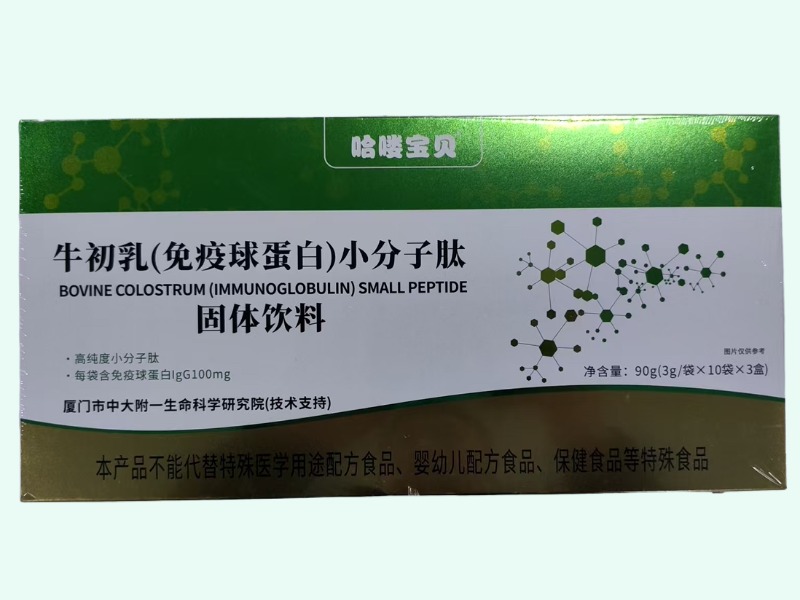 哈喽宝贝
牛初乳(免疫球蛋白)小分子肽
BOVINE COLOSTRUM (IMMUNOGLOBULIN) SMALL PEPTIDE
固体饮料
·高纯度小分子肽
·每袋含免疫球蛋白IgG100mg
图片仅供参考
净含量：90g(3g/袋×10袋×3盒)
厦门市中大附一生命科学研究院(技术支持)
本产品不能代替特殊医学用途配方食品、婴幼儿配方食品、保健食品等特殊食品